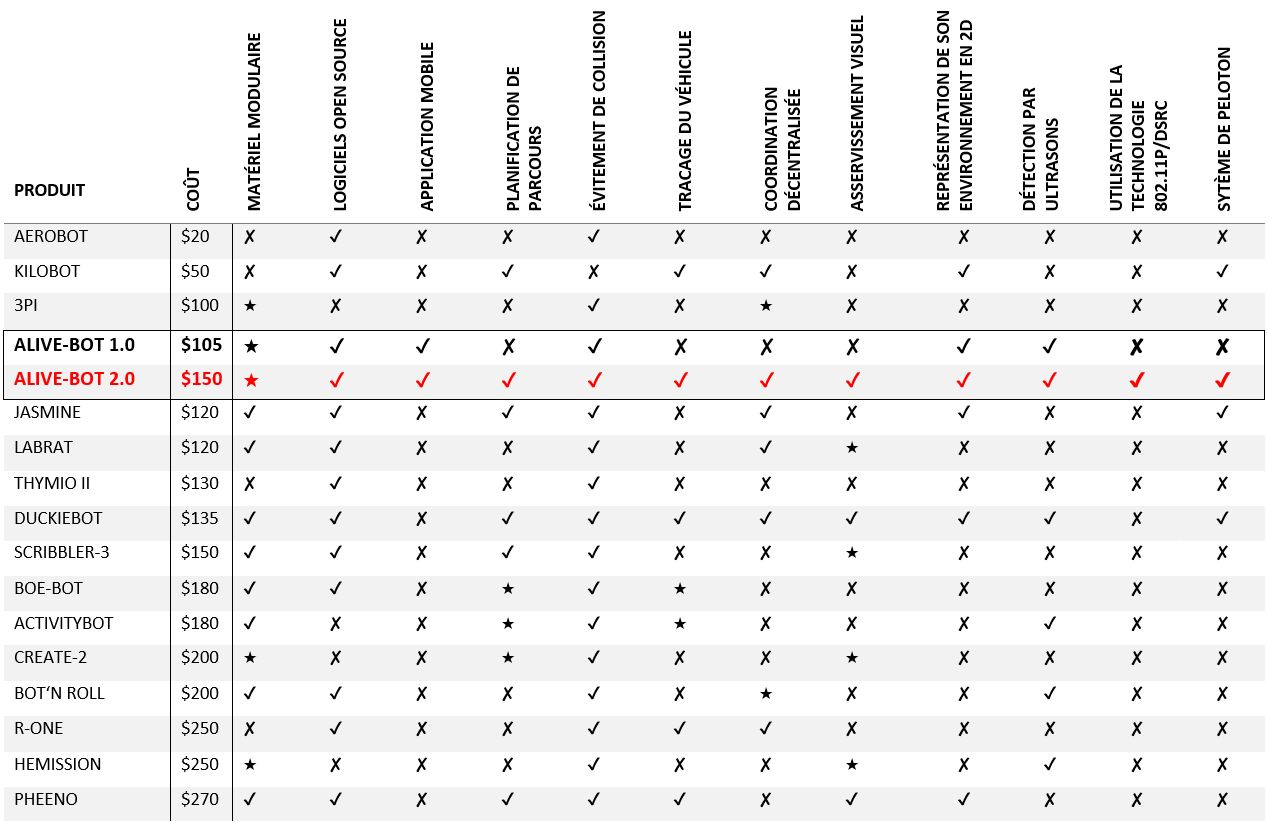 PRODUIT
COÛT
MATÉRIEL MODULAIRE
LOGICIELS OPEN SOURCE
APPLICATION MOBILE
PLANIFICATION DE
PARCOURS
ÉVITEMENT DE COLLISION
TRACAGE DU VÉHICULE
COORDINATION
DÉCENTRALISÉE
ASSERVISSEMENT VISUEL
REPRÉSENTATION DE SON
ENVIRONNEMENT EN 2D
DÉTECTION PAR
ULTRASONS
UTILISATION DE LA
TECHNOLOGIE
802.11P/DSRC
SYTÈME DE PELOTON
AEROBOT $20 ✗ ✓ ✗ ✗ ✓ ✗ ✗ ✗ ✗ ✗ ✗ ✗
KILOBOT $50 ✗ ✓ ✗ ✓ ✗ ✓ ✓ ✗ ✓ ✗ ✗ ✓
3PI $100 ★ ✗ ✗ ✗ ✓ ✗ ★ ✗ ✗ ✗ ✗ ✗
ALIVE-BOT 1.0 $105 ★ ✓ ✓ ✗ ✓ ✗ ✗ ✗ ✓ ✓ ✗ ✗
ALIVE-BOT 2.0 $150 ★ ✓ ✓ ✓ ✓ ✓ ✓ ✓ ✓ ✓ ✓ ✓
JASMINE $120 ✓ ✓ ✗ ✓ ✓ ✗ ✓ ✗ ✓ ✗ ✗ ✓
LABRAT $120 ✓ ✓ ✗ ✗ ✓ ✗ ✓ ★ ✗ ✗ ✗ ✗
THYMIO II $130 ✗ ✓ ✗ ✗ ✓ ✗ ✗ ✗ ✗ ✗ ✗ ✗
DUCKIEBOT $135 ✓ ✓ ✗ ✓ ✓ ✓ ✓ ✓ ✓ ✓ ✗ ✓
SCRIBBLER-3 $150 ✓ ✓ ✗ ✓ ✓ ✗ ✗ ★ ✗ ✗ ✗ ✗
BOE-BOT $180 ✓ ✓ ✗ ★ ✓ ★ ✗ ✗ ✗ ✗ ✗ ✗
ACTIVITYBOT $180 ✓ ✗ ✗ ★ ✓ ★ ✗ ✗ ✗ ✓ ✗ ✗
CREATE-2 $200 ★ ✗ ✗ ★ ✓ ✗ ✗ ★ ✗ ✗ ✗ ✗
BOT‘N ROLL $200 ✓ ✓ ✗ ✗ ✓ ✗ ★ ✗ ✗ ✓ ✗ ✗
R-ONE $250 ✗ ✓ ✗ ✗ ✓ ✓ ✓ ✗ ✗ ✗ ✗ ✗
HEMISSION $250 ★ ✗ ✗ ✗ ✓ ✗ ✗ ★ ✗ ✓ ✗ ✗
PHEENO $270 ✓ ✓ ✗ ✓ ✓ ✓ ✗ ✓ ✓ ✗ ✗ ✗